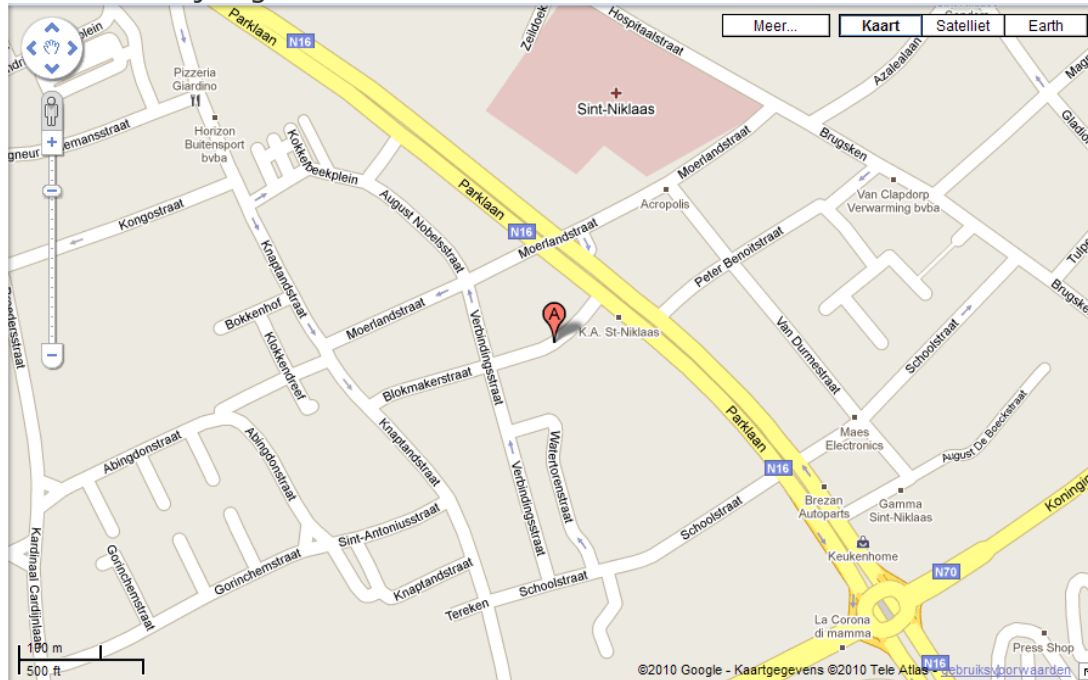 Meer...
Kaart
Satelliet
Earth
N16
Zeildoek
Hospitaalstraat
Azalealaan
Pizzeria
Giardino
Horizon
Buitensport
bvba
Sint-Niklaas
Brugsken
Kokkelbeekplein
Parklaan
Moerlandstraat
Acropolis
Van Clapdorp
Verwarming bvba
Kongostraat
August Nobelsstraat
N16
Moerlandstraat
Peter Benoitstraat
Knaptandstraat
Brugsken
Bokkenhof
Moerlandstraat
A
K.A. St-Niklaas
Verbindingsstraat
Klokkendreef
Van Durmestraat
Schoolstraat
Blokmakerstraat
Parklaan
Maes
Electronics
August De Boeckstraat
Abingdonstraat
Abingdonstraat
Knaptandstraat
Watertorenstraat
Verbindingsstraat
N16
Brezan
Autoparts
Gamma
Sint-Niklaas
Schoolstraat
Sint-Antoniusstraat
Keukenhome
Kardinaal Cardijnlaan
Gorinchemstraat
Gorinchemstraat
Knaptandstraat
Schoolstraat
Tereken
N70
La Corona
di mamma
Press Shop
100 m
500 ft
N16
©2010 Google - Kaartgegevens ©2010 Tele Atlas - gebruiksvoorwaarden